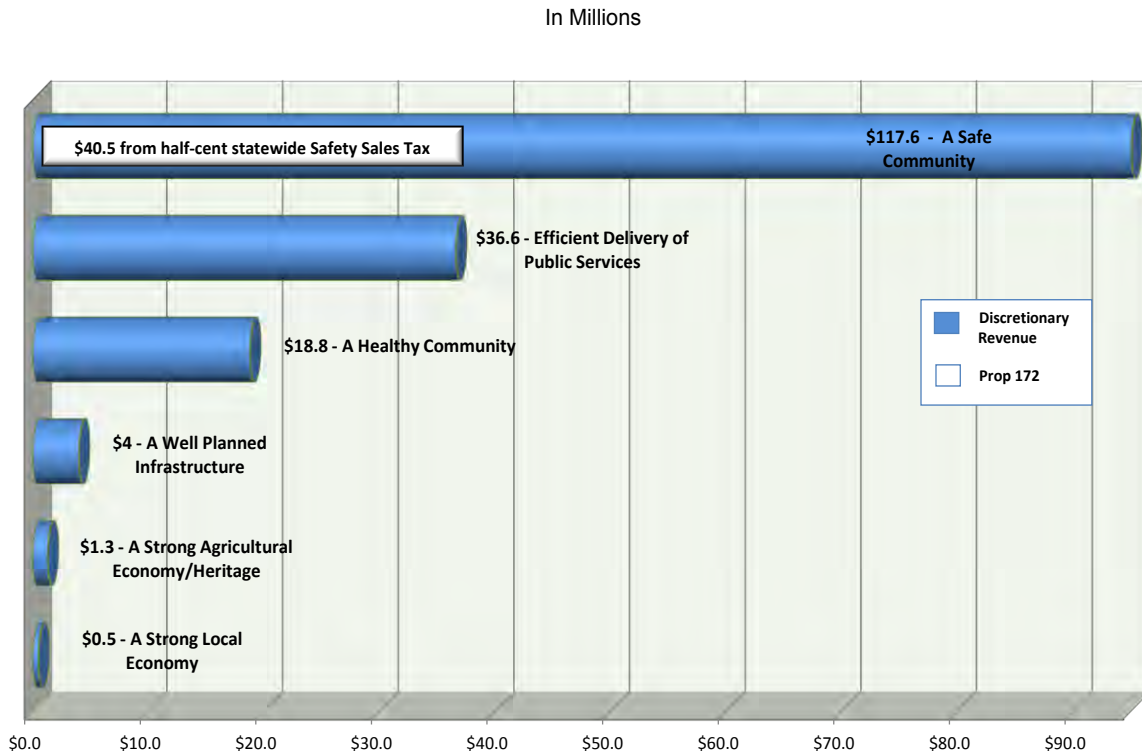 In Millions
$40.5 from half-cent statewide Safety Sales Tax
$117.6 - A Safe
Community
$36.6 - Efficient Delivery of
Public Services
$18.8 - A Healthy Community
Discretionary
Revenue
Prop 172
$4 - A Well Planned
Infrastructure
$1.3 - A Strong Agricultural
Economy/Heritage
$0.5 - A Strong Local
Economy
$0.0 $10.0 $20.0 $30.0 $40.0 $50.0 $60.0 $70.0 $80.0 $90.0